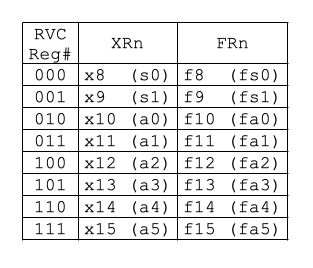 RVC Reg# XRn FRn
000 x8 (s0) f8 (fs0)
001 x9 (s1) f9 (fs1)
010 x10 (a0) f10 (fa0)
011 x11 (a1) f11 (fa1)
100 x12 (a2) f12 (fa2)
101 x13 (a3) f13 (fa3)
110 x14 (a4) f14 (fa4)
111 x15 (a5) f15 (fa5)